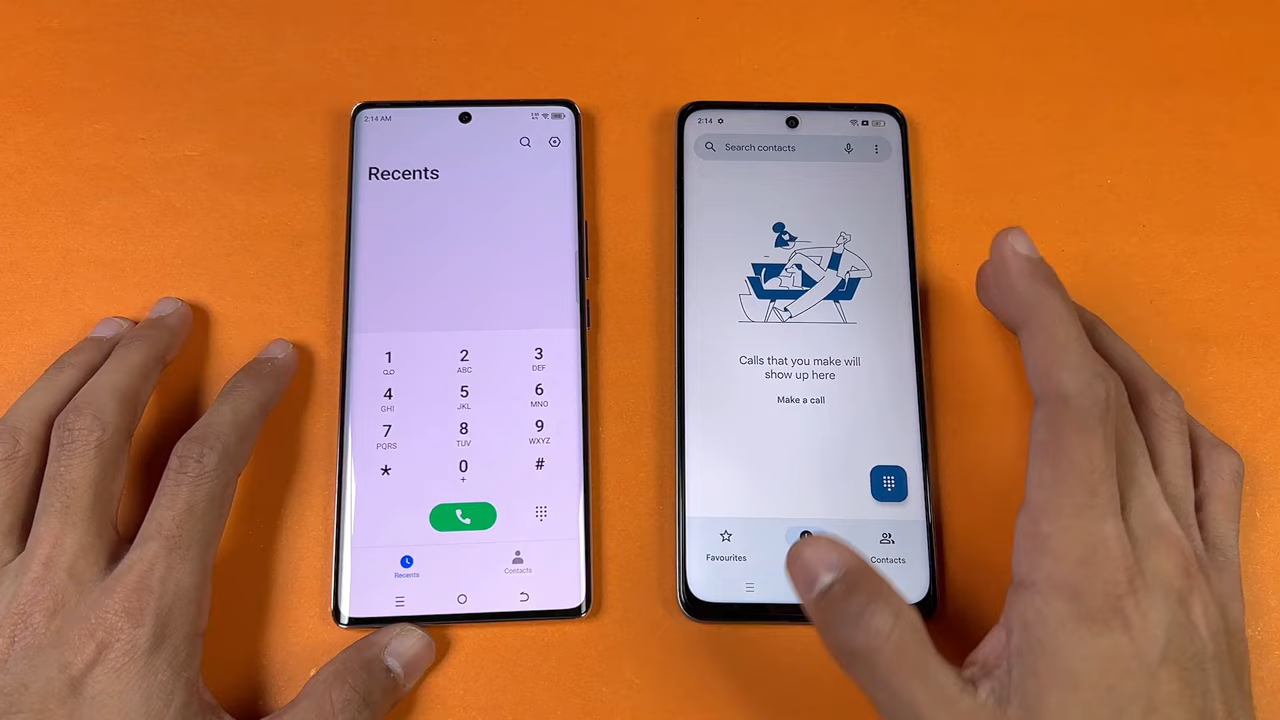 2:14 AM
Recents
1
2
ABC
3
DEF
4
GHI
5
JKL
6
MNO
7
PQRS
8
TUV
9
WXYZ
*
0
+
#
Recents
Contacts
2:14
Search contacts
Calls that you make will
show up here
Make a call
Favourites
Contacts